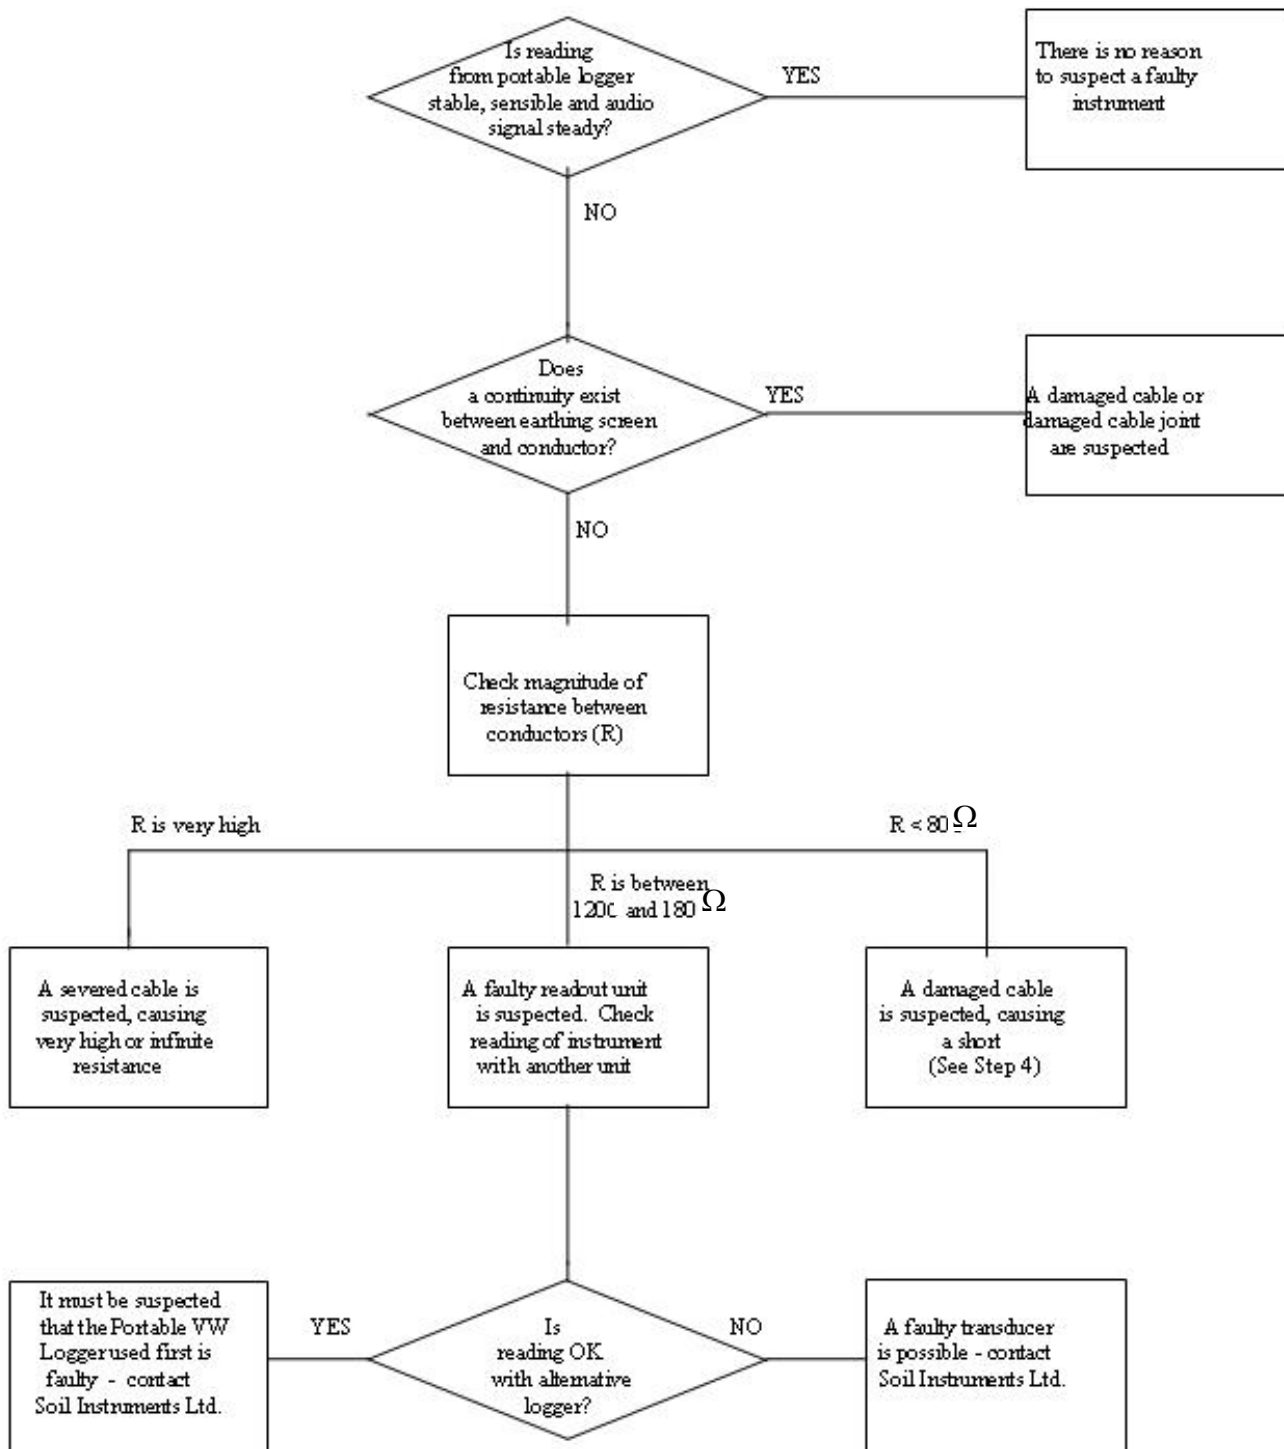 Is reading
from portable logger
stable, sensible and audio
signal steady?
YES
There is no reason
to suspect a faulty
instrument
NO
Does
a continuity exist
between earthing screen
and conductor?
YES
A damaged cable or
damaged cable joint
are suspected
NO
Check magnitude of
resistance between
conductors (R)
R is very high
R < 80 Ω
R is between
and 180 Ω
A severed cable is
suspected, causing
very high or infinite
resistance
A faulty readout unit
is suspected. Check
reading of instrument
with another unit
A damaged cable
is suspected, causing
a short
(See Step 4)
It must be suspected
that the Portable VW
Logger used first is
faulty - contact
Soil Instruments Ltd.
YES
Is
reading OK
with alternative
logger?
NO
A faulty transducer
is possible - contact
Soil Instruments Ltd.